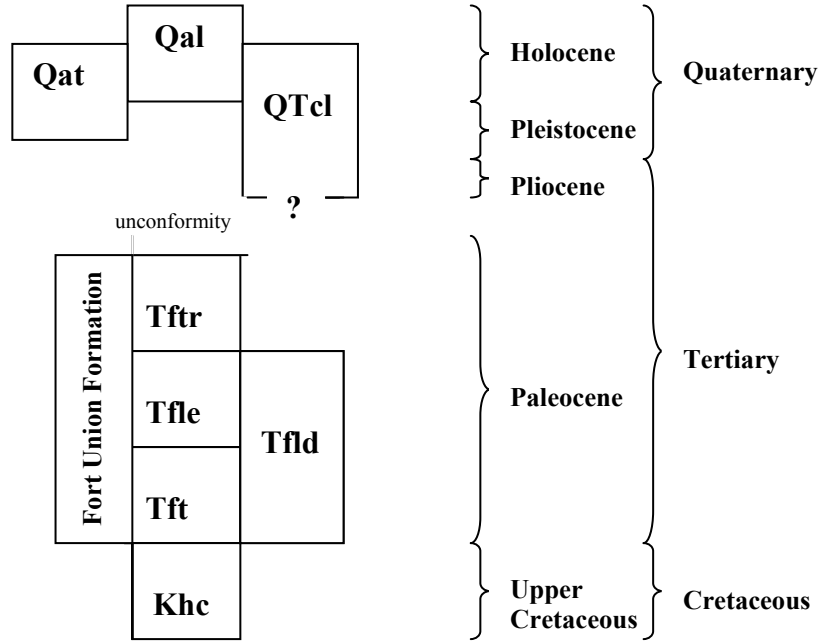 Qal
Qat
QTcl
?
unconformity
Fort Union Formation
Tftr
Tfle
Tfld
Tft
Khc
Holocene
Pleistocene
Pliocene
Paleocene
Upper
Cretaceous
Quaternary
Tertiary
Cretaceous